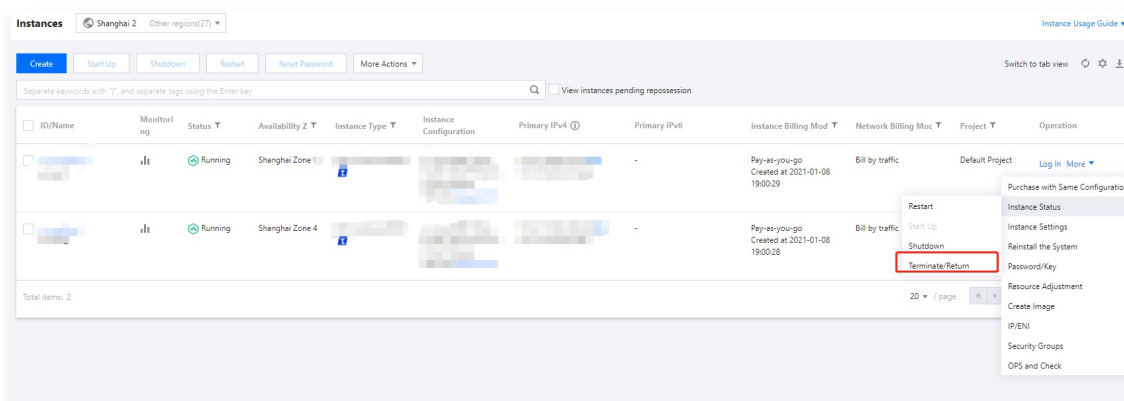 Instances Shanghai 2 Other regions(27) Instance Usage Guide
Create Start Up Shutdown Restart Reset Password More Actions Switch to tab view
Separate keywords with "|", and separate tags using the Enter key View instances pending repossession
ID/Name Monitori Status Availability Z Instance Type Instance Primary IPv4 Primary IPv6 Instance Billing Mod Network Billing Moc Project Operation
ng Configuration
Running Shanghai Zone - Pay-as-you-go Bill by traffic Default Project Log In More
Created at 2021-01-08
19:00:29
Purchase with Same Configuratio
Restart Instance Status
Running Shanghai Zone 4 - Pay-as-you-go Bill by traffic Start Up Instance Settings
Created at 2021-01-08 Shutdown Reinstall the System
19:00:28
Terminate/Return Password/Key
Resource Adjustment
Total items: 2 20 / page
Create Image
IP/ENI
Security Groups
OPS and Check